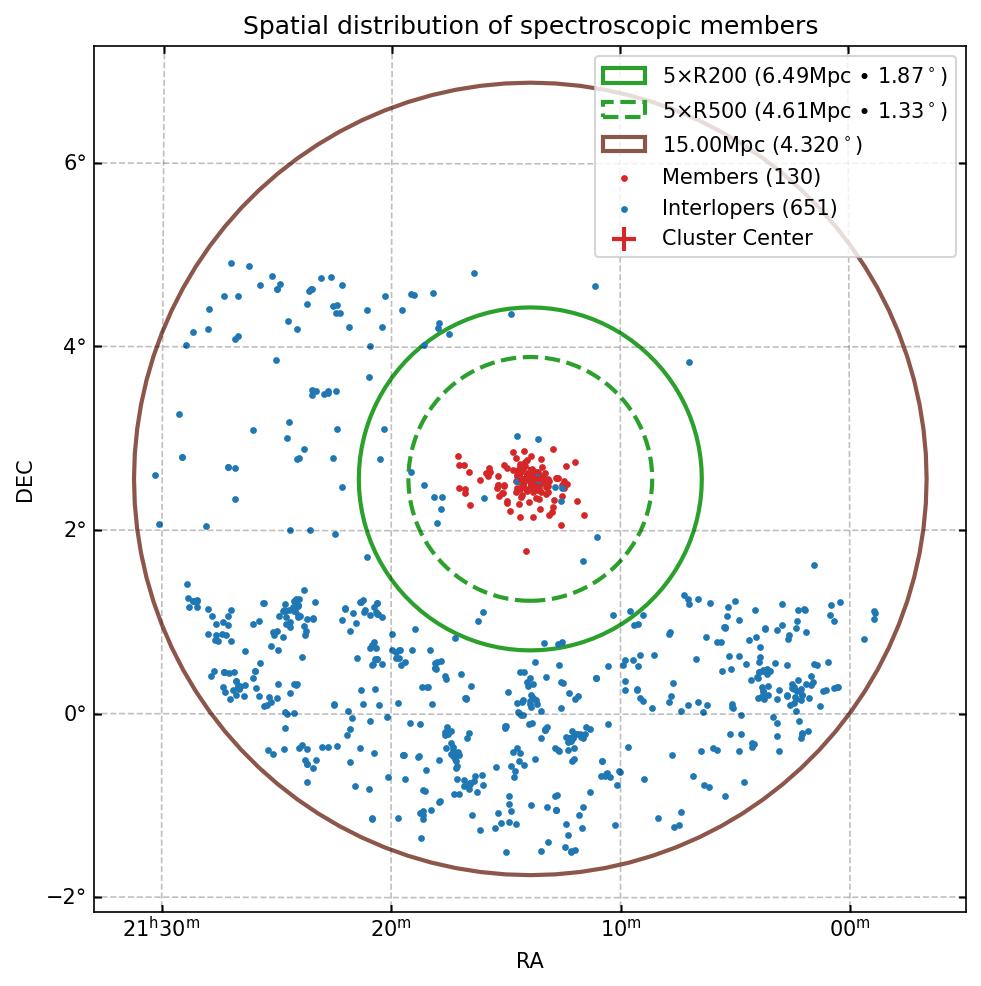 Spatial distribution of spectroscopic members
5×R200 (6.49Mpc • 1.87°)
5×R500 (4.61Mpc • 1.33°)
15.00Mpc (4.320°)
Members (130)
Interlopers (651)
Cluster Center
6°
4°
2°
0°
−2°
DEC
21ʰ30ᵐ 20ᵐ 10ᵐ 00ᵐ
RA